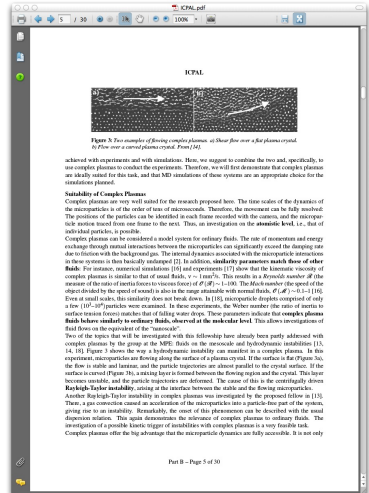 ICPAL.pdf
5 / 30
100%
ICPAL
Figure 3: Two examples of flowing complex plasmas. a) Shear flow over a flat plasma crystal.
b) Flow over a curved plasma crystal. From [14].
achieved with experiments and with simulations. Here, we suggest to combine the two and, specifically, to
use complex plasmas to conduct the experiments. Therefore, we will first demonstrate that complex plasmas
are ideally suited for this task, and that MD simulations of these systems are an appropriate choice for the
simulations planned.
Suitability of Complex Plasmas
Complex plasmas are very well suited for the research proposed here. The time scales of the dynamics of
the microparticles is of the order of tens of microseconds. Therefore, the movement can be fully resolved:
The positions of the particles can be identified in each frame recorded with the camera, and the micropar-
ticle motion traced from one frame to the next. Thus, an investigation on the atomistic level, i.e., that of
individual particles, is possible.
Complex plasmas can be considered a model system for ordinary fluids. The rate of momentum and energy
exchange through mutual interactions between the microparticles can significantly exceed the damping rate
due to friction with the background gas. The internal dynamics associated with the microparticle interactions
in these systems is then basically undamped [2]. In addition, similarity parameters match those of other
fluids: For instance, numerical simulations [16] and experiments [17] show that the kinematic viscosity of
complex plasmas is similar to that of usual fluids, ν ∼ 1 mm²/s. This results in a Reynolds number ℛ (the
measure of the ratio of inertia forces to viscous force) of 𝒪(ℛ) ∼ 1–100. The Mach number (the speed of the
object divided by the speed of sound) is also in the range attainable with normal fluids, 𝒪(ℳ) ∼ 0.1–1 [16].
Even at small scales, this similarity does not break down. In [18], microparticle droplets comprised of only
a few (10³–10⁴) particles were examined. In these experiments, the Weber number (the ratio of inertia to
surface tension forces) matches that of falling water drops. These parameters indicate that complex plasma
fluids behave similarly to ordinary fluids, observed at the molecular level. This allows investigations of
fluid flows on the equivalent of the "nanoscale".
Two of the topics that will be investigated with this fellowship have already been partly addressed with
complex plasmas by the group at the MPE: fluids on the nanoscale and hydrodynamic instabilities [13,
14, 18]. Figure 3 shows the way a hydrodynamic instability can manifest in a complex plasma. In this
experiment, microparticles are flowing along the surface of a plasma crystal. If the surface is flat (Figure 3a),
the flow is stable and laminar, and the particle trajectories are almost parallel to the crystal surface. If the
surface is curved (Figure 3b), a mixing layer is formed between the flowing region and the crystal. This layer
becomes unstable, and the particle trajectories are deformed. The cause of this is the centrifugally driven
Rayleigh-Taylor instability, arising at the interface between the stable and the flowing microparticles.
Another Rayleigh-Taylor instability in complex plasmas was investigated by the proposed fellow in [13].
There, a gas convection caused an acceleration of the microparticles into a particle-free part of the system,
giving rise to an instability. Remarkably, the onset of this phenomenon can be described with the usual
dispersion relation. This again demonstrates the relevance of complex plasmas to ordinary fluids. The
investigation of a possible kinetic trigger of instabilities with complex plasmas is a very feasible task.
Complex plasmas offer the big advantage that the microparticle dynamics are fully accessible. It is not only
Part B – Page 5 of 30